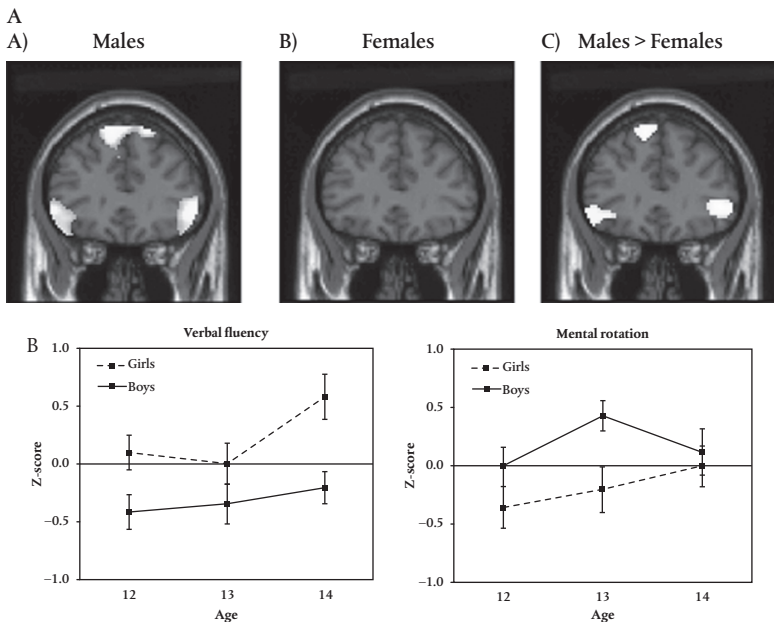 A
A) Males B) Females C) Males > Females
B
Verbal fluency
1.0
0.5
0.0
−0.5
−1.0
Z-score
Girls
Boys
12 13 14
Age
Mental rotation
1.0
0.5
0.0
−0.5
−1.0
Z-score
Girls
Boys
12 13 14
Age